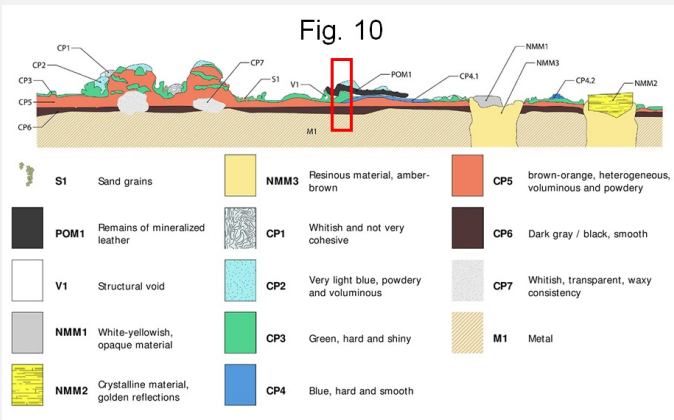 Fig. 10
CP1
CP2
CP3
CP5
CP6
CP7
S1
V1
POM1
CP4.1
NMM1
NMM3
CP4.2
NMM2
M1
S1 Sand grains
NMM3 Resinous material, amber-
brown
CP5 brown-orange, heterogeneous,
voluminous and powdery
POM1 Remains of mineralized
leather
CP1 Whitish and not very
cohesive
CP6 Dark gray / black, smooth
V1 Structural void
CP2 Very light blue, powdery
and voluminous
CP7 Whitish, transparent, waxy
consistency
NMM1 White-yellowish,
opaque material
CP3 Green, hard and shiny
M1 Metal
NMM2 Crystalline material,
golden reflections
CP4 Blue, hard and smooth